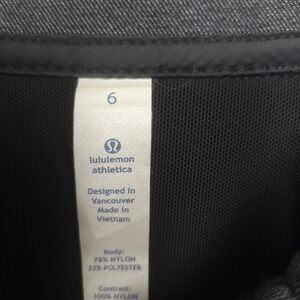 6
lululemon
athletica
Designed in
Vancouver
Made in
Vietnam
Body:
78% NYLON
22% POLYESTER
Contrast:
100% NYLON